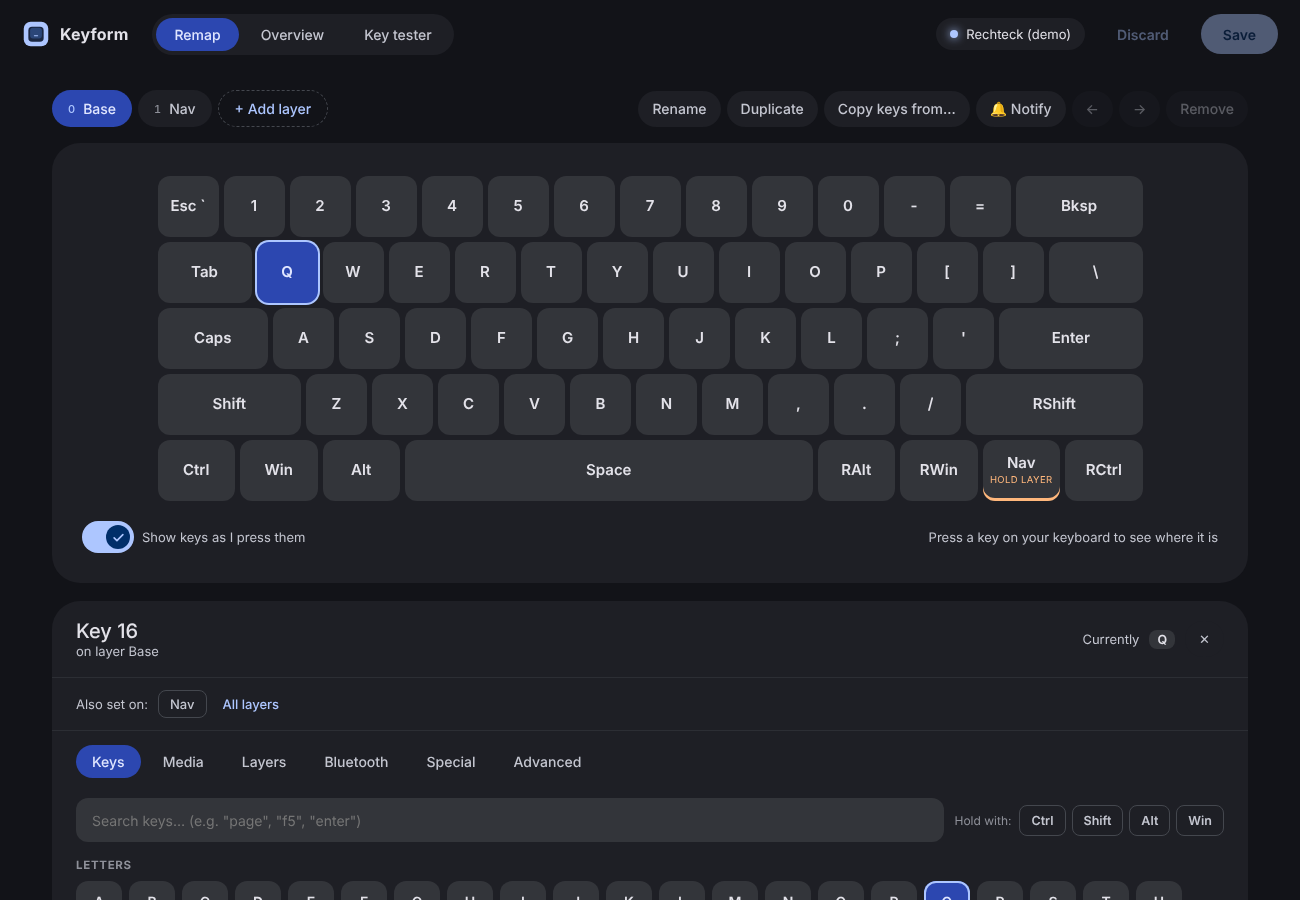 Keyform Remap Overview Key tester Rechteck (demo) Discard Save
0 Base 1 Nav + Add layer Rename Duplicate Copy keys from... 🔔 Notify ← → Remove
Esc ` 1 2 3 4 5 6 7 8 9 0 - = Bksp
Tab Q W E R T Y U I O P [ ] \
Caps A S D F G H J K L ; ' Enter
Shift Z X C V B N M , . / RShift
Ctrl Win Alt Space RAlt RWin Nav HOLD LAYER RCtrl
Show keys as I press them Press a key on your keyboard to see where it is
Key 16
on layer Base
Currently Q ×
Also set on: Nav All layers
Keys Media Layers Bluetooth Special Advanced
Search keys... (e.g. "page", "f5", "enter") Hold with: Ctrl Shift Alt Win
LETTERS